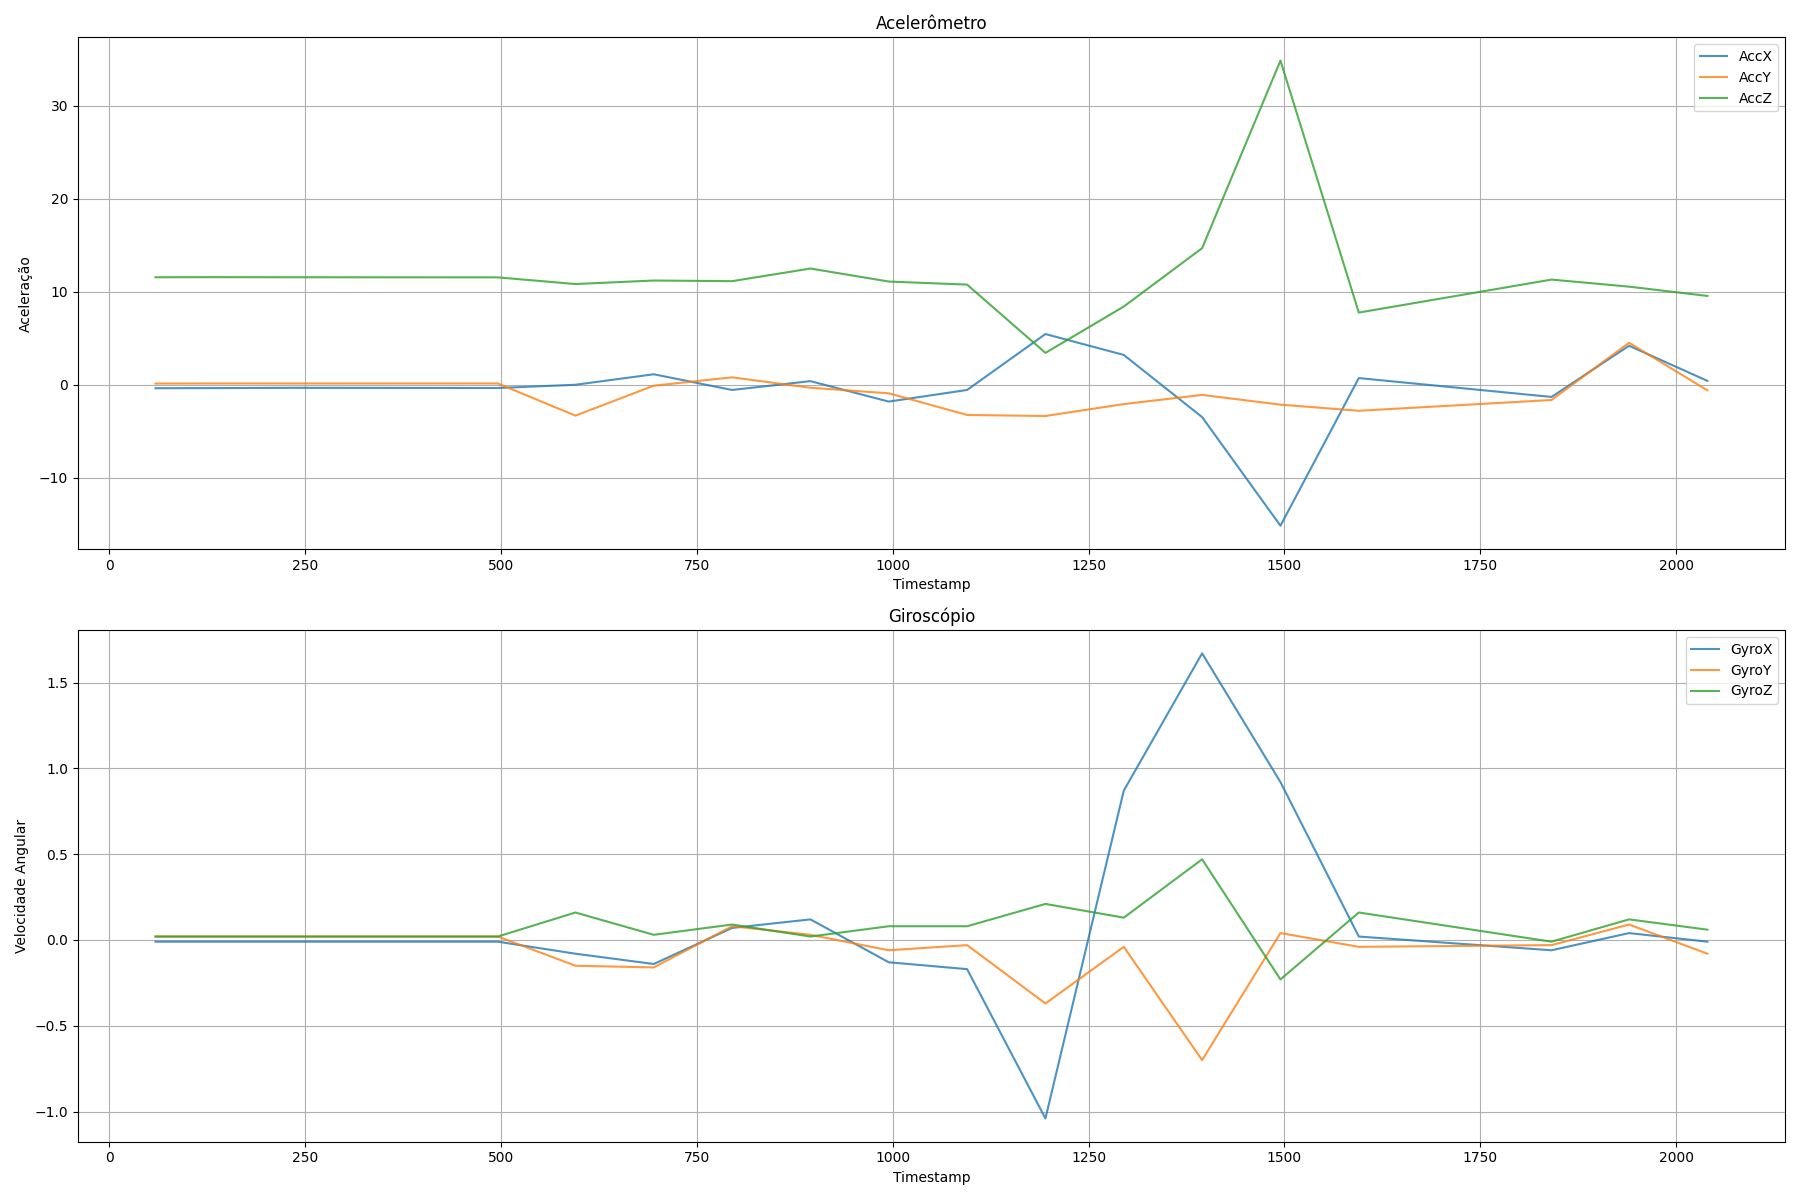 Acelerômetro
AccX
AccY
AccZ
30
20
10
0
−10
Aceleração
0 250 500 750 1000 1250 1500 1750 2000
Timestamp
Giroscópio
GyroX
GyroY
GyroZ
1.5
1.0
0.5
0.0
−0.5
−1.0
Velocidade Angular
0 250 500 750 1000 1250 1500 1750 2000
Timestamp